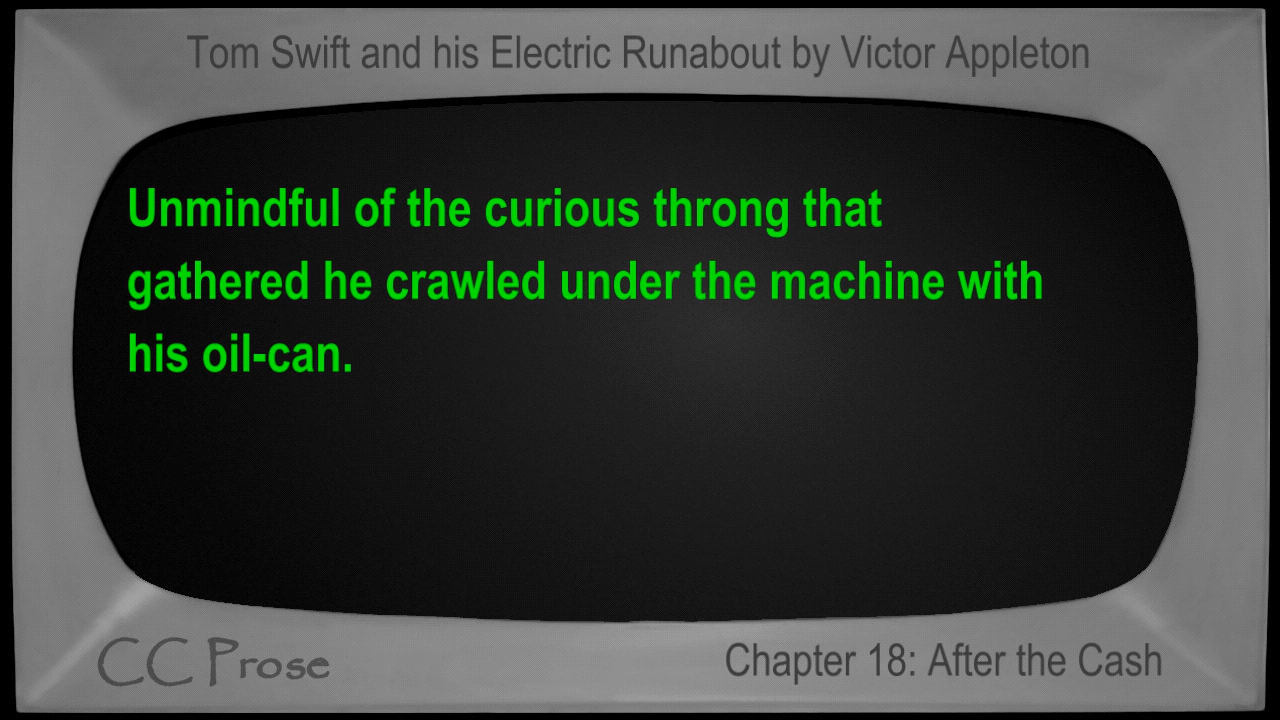 Tom Swift and his Electric Runabout by Victor Appleton
Unmindful of the curious throng that
gathered he crawled under the machine with
his oil-can.
CC Prose
Chapter 18: After the Cash